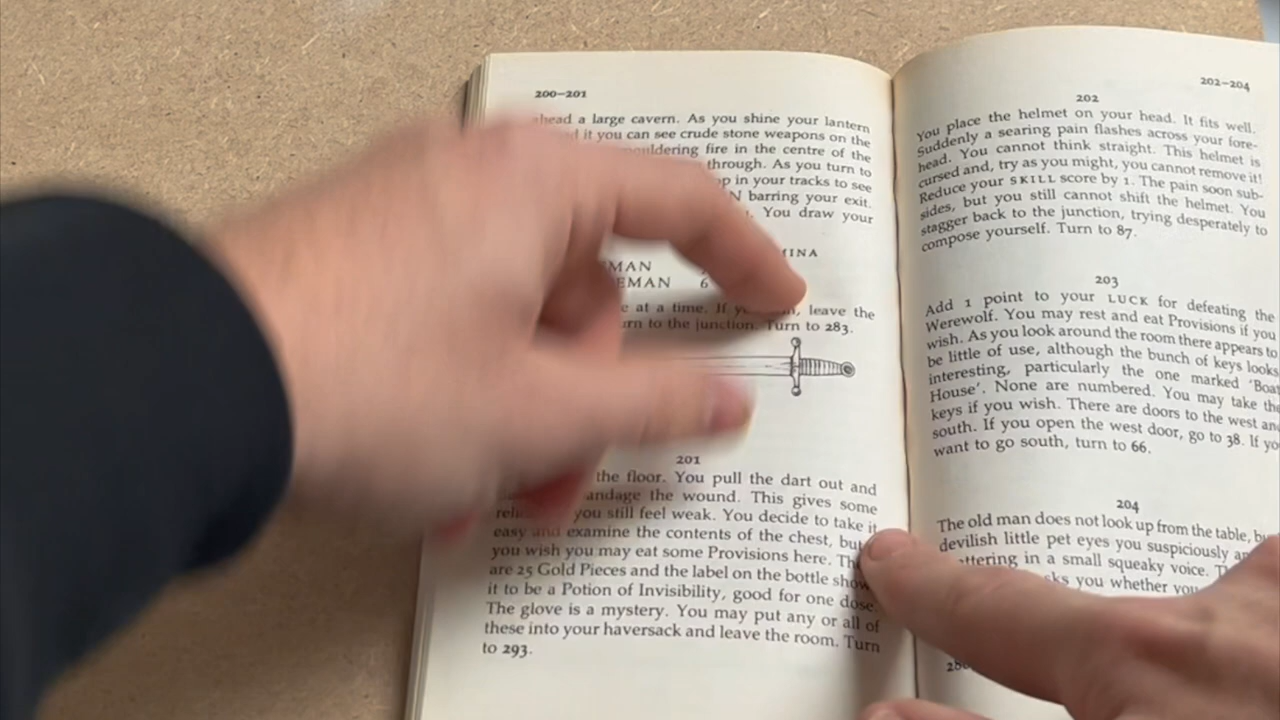 200–201
ahead a large cavern. As you shine your lantern
it you can see crude stone weapons on the
fire in the centre of the
through. As you turn to
in your tracks to see
barring your exit.
You draw your
at a time. If leave the
to the junction. Turn to 283.
201
the floor. You pull the dart out and
the wound. This gives some
you still feel weak. You decide to take it
easy and examine the contents of the chest, but
you wish you may eat some Provisions here.
are 25 Gold Pieces and the label on the bottle
it to be a Potion of Invisibility, good for one dose.
The glove is a mystery. You may put any or all of
these into your haversack and leave the room. Turn
to 293.
202–204
202
You place the helmet on your head. It fits well.
Suddenly a searing pain flashes across your fore-
head. You cannot think straight. This helmet is
cursed and, try as you might, you cannot remove it!
Reduce your SKILL score by 1. The pain soon sub-
sides, but you still cannot shift the helmet. You
stagger back to the junction, trying desperately to
compose yourself. Turn to 87.
203
Add 1 point to your LUCK for defeating the
Werewolf. You may rest and eat Provisions if you
wish. As you look around the room there appears to
be little of use, although the bunch of keys looks
interesting, particularly the one marked 'Boat
House'. None are numbered. You may take the
keys if you wish. There are doors to the west and
south. If you open the west door, go to 38. If you
want to go south, turn to 66.
204
The old man does not look up from the table,
devilish little pet eyes you suspiciously
in a small squeaky voice.
you whether